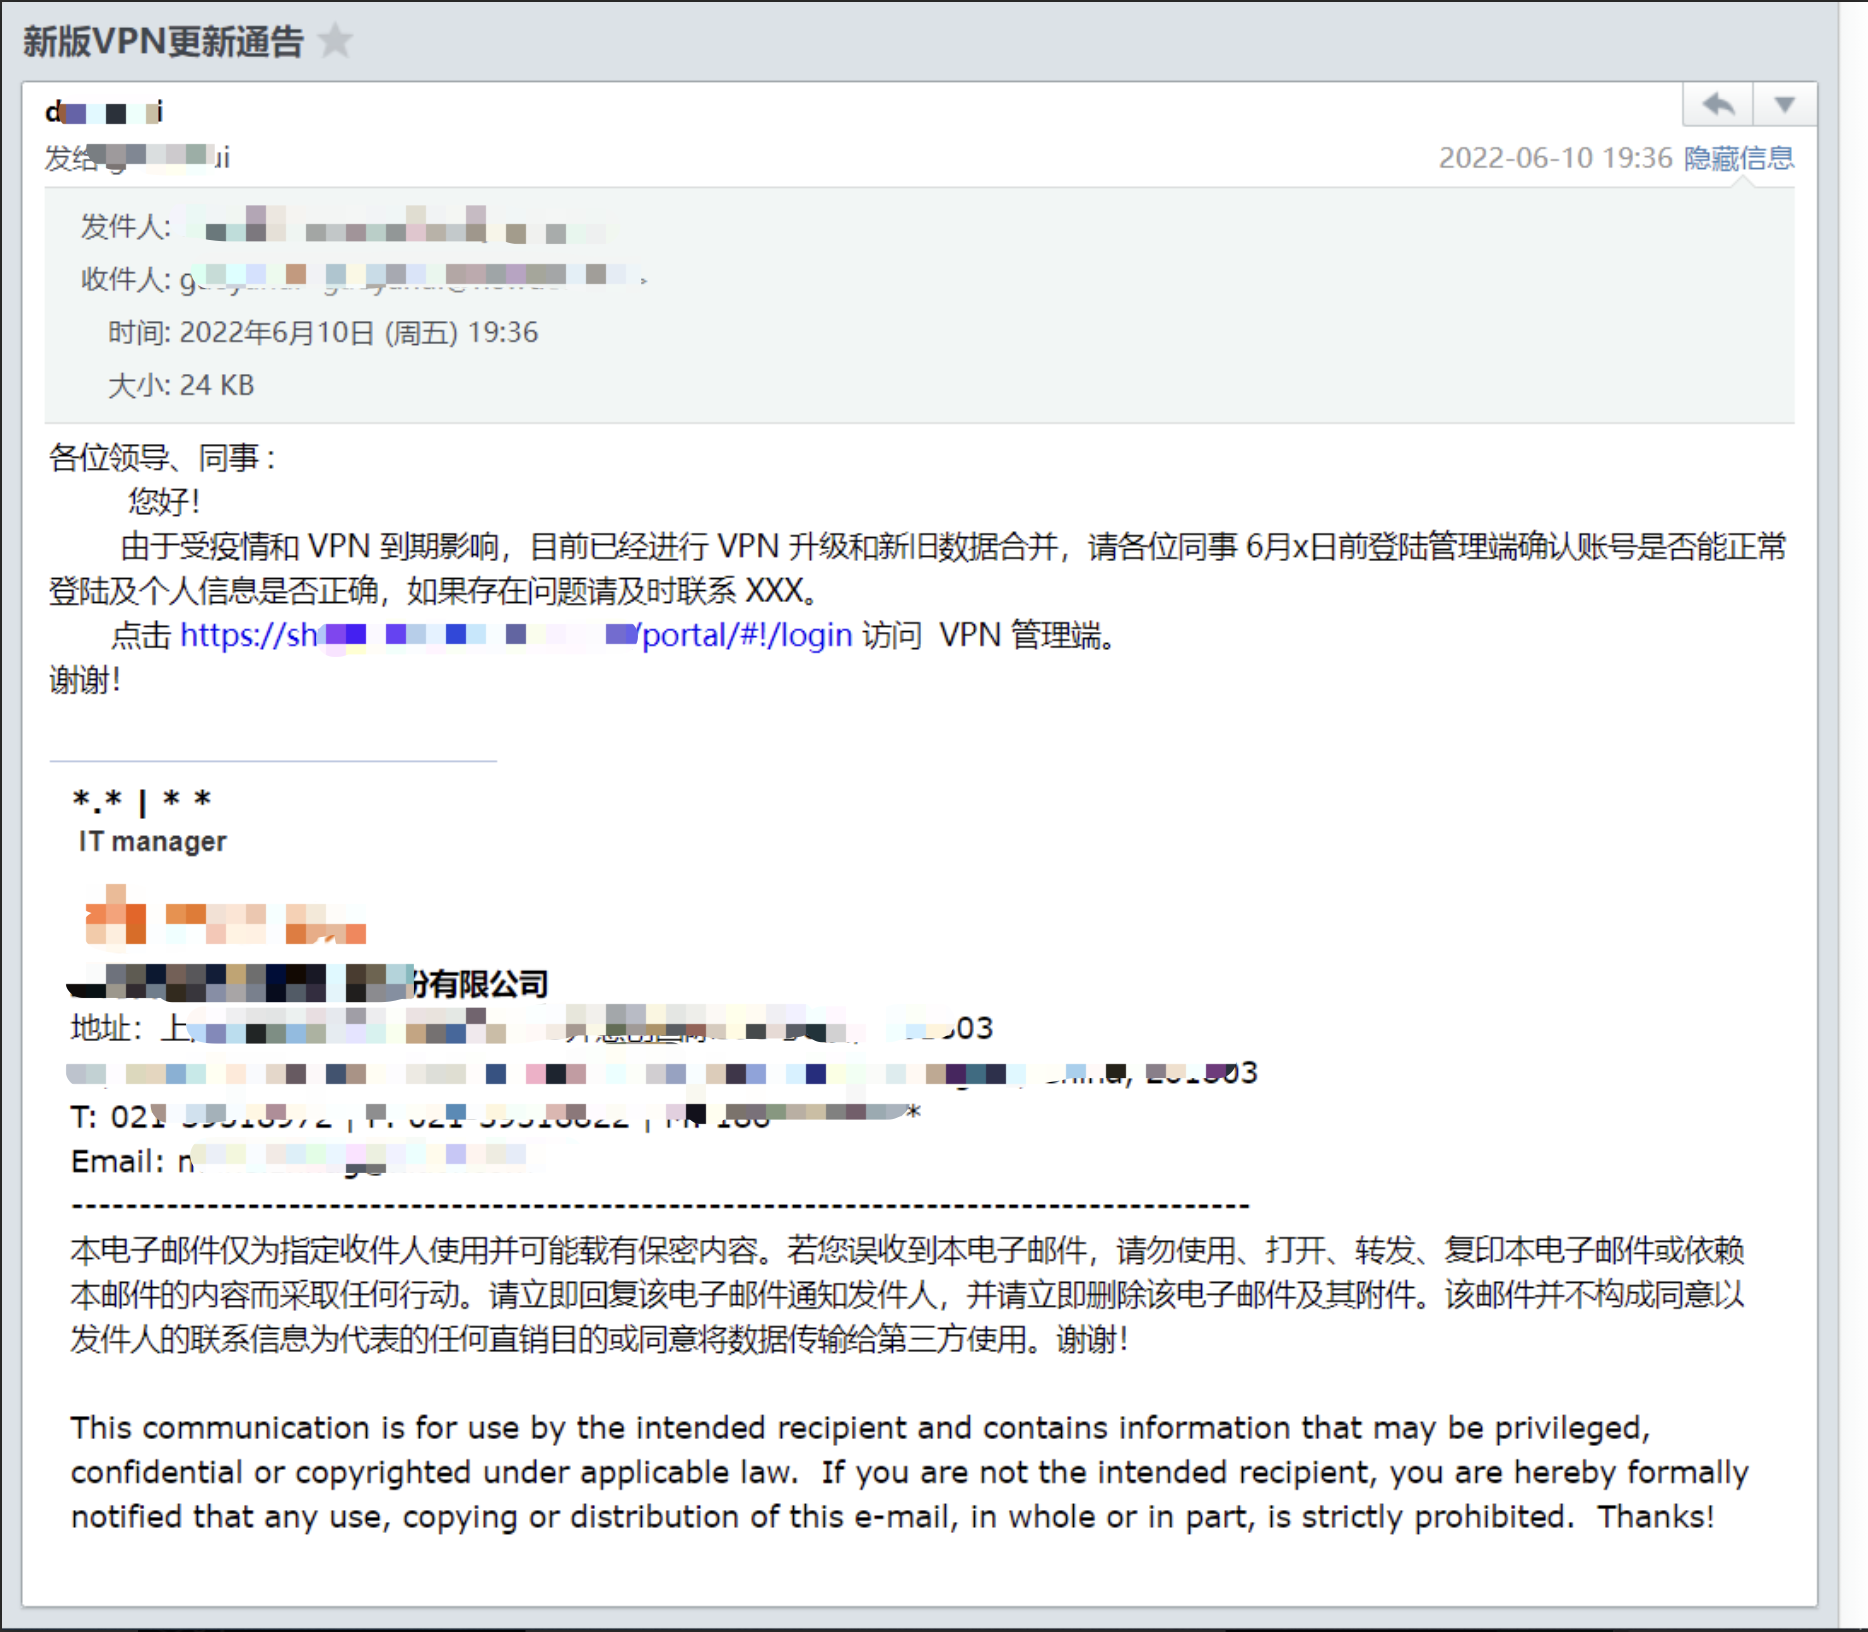 新版VPN更新通告
发给
2022-06-10 19:36 隐藏信息
发件人:
收件人:
时间: 2022年6月10日 (周五) 19:36
大小: 24 KB
各位领导、同事：
您好！
由于受疫情和 VPN 到期影响，目前已经进行 VPN 升级和新旧数据合并，请各位同事 6月x日前登陆管理端确认账号是否能正常
登陆及个人信息是否正确，如果存在问题请及时联系 XXX。
点击 https://sh /portal/#!/login 访问 VPN 管理端。
谢谢！
*.* | * *
IT manager
份有限公司
地址：上
T: 021 *
Email:
本电子邮件仅为指定收件人使用并可能载有保密内容。若您误收到本电子邮件，请勿使用、打开、转发、复印本电子邮件或依赖
本邮件的内容而采取任何行动。请立即回复该电子邮件通知发件人，并请立即删除该电子邮件及其附件。该邮件并不构成同意以
发件人的联系信息为代表的任何直销目的或同意将数据传输给第三方使用。谢谢！
This communication is for use by the intended recipient and contains information that may be privileged,
confidential or copyrighted under applicable law.  If you are not the intended recipient, you are hereby formally
notified that any use, copying or distribution of this e-mail, in whole or in part, is strictly prohibited.  Thanks!